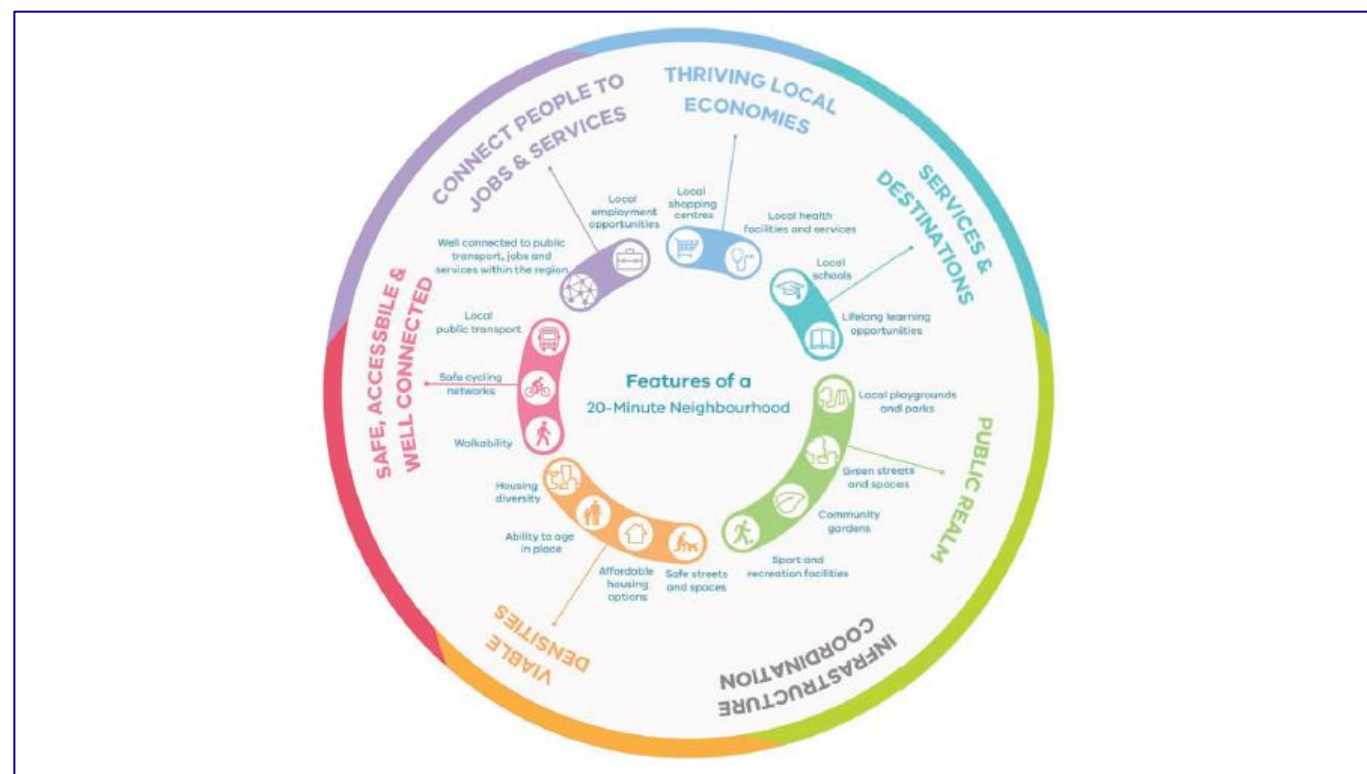 CONNECT PEOPLE TO
JOBS & SERVICES
THRIVING LOCAL
ECONOMIES
SERVICES &
DESTINATIONS
PUBLIC REALM
INFRASTRUCTURE
COORDINATION
VIABLE
DENSITIES
SAFE, ACCESSBILE &
WELL CONNECTED
Local
employment
opportunities
Local
shopping
centres
Local health
facilities and services
Local
schools
Lifelong learning
opportunities
Local playgrounds
and parks
Green streets
and spaces
Community
gardens
Sport and
recreation facilities
Safe streets
and spaces
Affordable
housing
options
Ability to age
in place
Housing
diversity
Walkability
Safe cycling
networks
Local
public transport
Well connected to public
transport, jobs and
services within the region
Features of a
20-Minute Neighbourhood